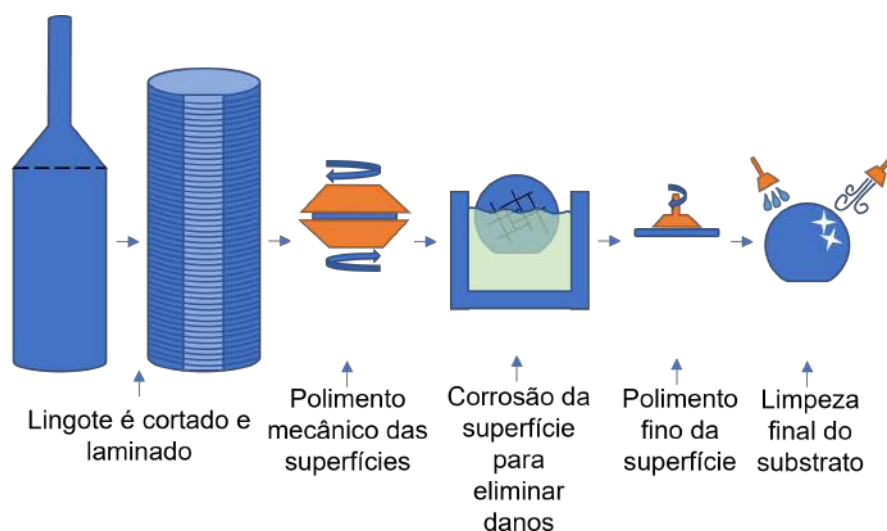 Lingote é cortado e
laminado
Polimento
mecânico das
superfícies
Corrosão da
superfície
para
eliminar
danos
Polimento
fino da
superfície
Limpeza
final do
substrato